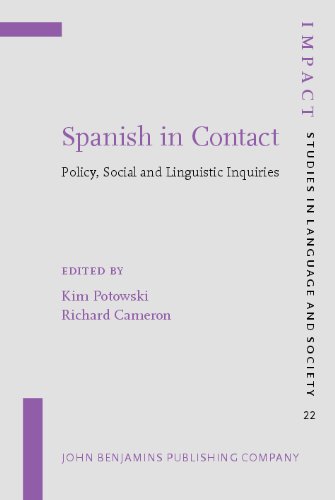 Spanish in Contact
Policy, Social and Linguistic Inquiries
EDITED BY
Kim Potowski
Richard Cameron
JOHN BENJAMINS PUBLISHING COMPANY
IMPACT STUDIES IN LANGUAGE AND SOCIETY
22